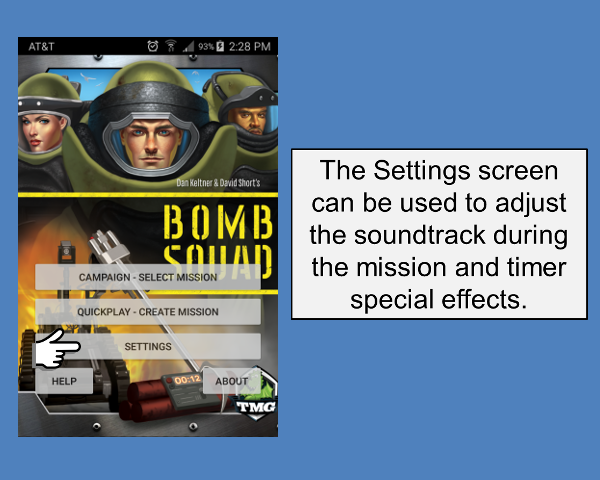 AT&T 93% 2:28 PM
Dan Keltner & David Short's
BOMB
SQUAD
CAMPAIGN - SELECT MISSION
QUICKPLAY - CREATE MISSION
SETTINGS
HELP
00:12
ABOUT
TMG
The Settings screen
can be used to adjust
the soundtrack during
the mission and timer
special effects.